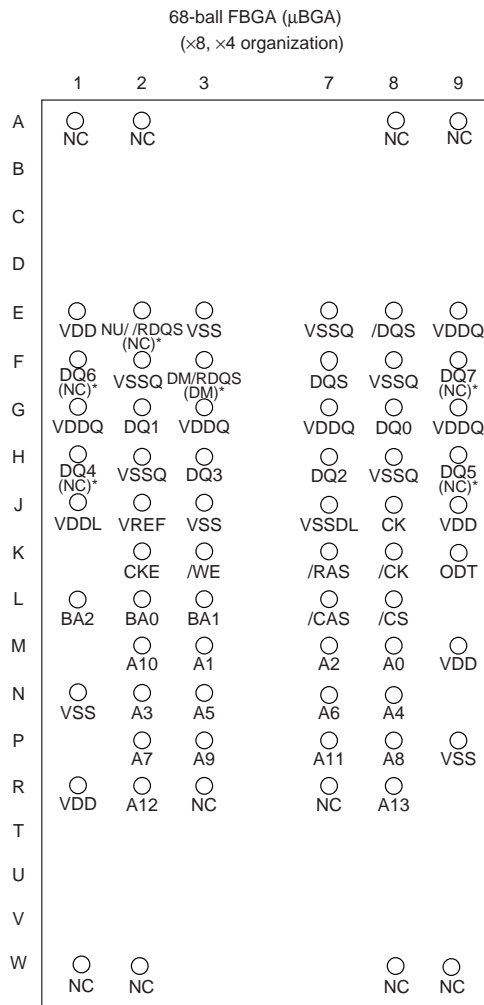 68-ball FBGA (μBGA)
(×8, ×4 organization)
1 2 3 7 8 9
A
NC NC NC NC
B
C
D
E
VDD NU/ /RDQS VSS VSSQ /DQS VDDQ
(NC)*
F
DQ6 VSSQ DM/RDQS DQS VSSQ DQ7
(NC)* (DM)* (NC)*
G
VDDQ DQ1 VDDQ VDDQ DQ0 VDDQ
H
DQ4 VSSQ DQ3 DQ2 VSSQ DQ5
(NC)* (NC)*
J
VDDL VREF VSS VSSDL CK VDD
K
CKE /WE /RAS /CK ODT
L
BA2 BA0 BA1 /CAS /CS
M
A10 A1 A2 A0 VDD
N
VSS A3 A5 A6 A4
P
A7 A9 A11 A8 VSS
R
VDD A12 NC NC A13
T
U
V
W
NC NC NC NC